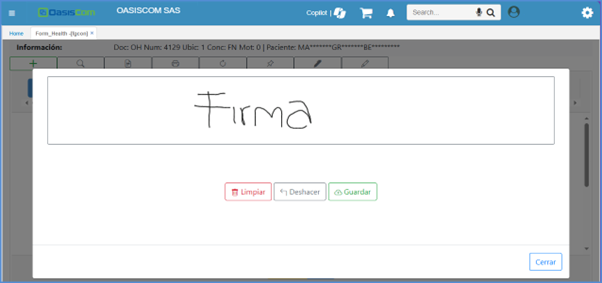 OasisCom OASISCOM SAS Copilot | Search...
Home Form_Health -(Jjpcoo)
Información: Doc: OH Num: 4129 Ubic: 1 Conc: FN Mot: 0 | Paciente: MA*******GR*******BE*********
Firma
Limpiar Deshacer Guardar
Cerrar